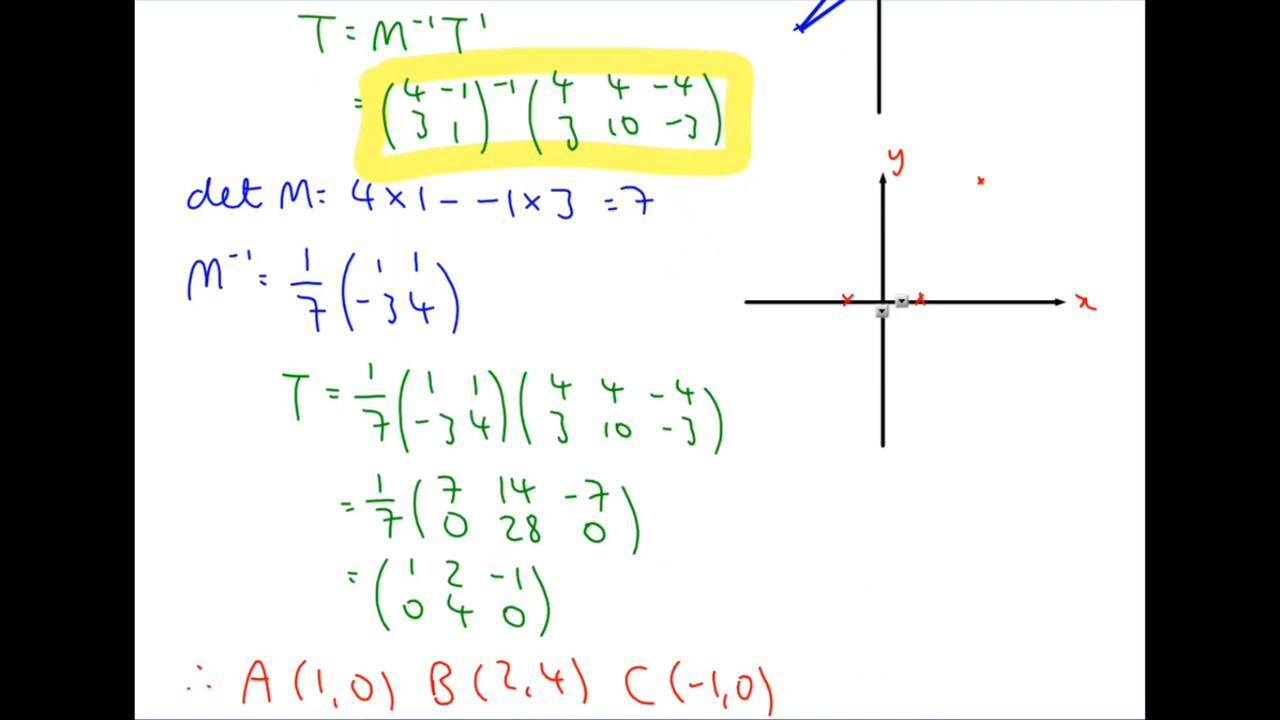 T = M⁻¹ T'
= (4 -1
3 1)⁻¹ (4 4 -4
3 10 -3)
det M = 4 × 1 - -1 × 3 = 7
M⁻¹ = 1/7 (1 1
-3 4)
T = 1/7 (1 1
-3 4) (4 4 -4
3 10 -3)
= 1/7 (7 14 -7
0 28 0)
= (1 2 -1
0 4 0)
∴ A (1,0) B (2,4) C (-1,0)
y
x